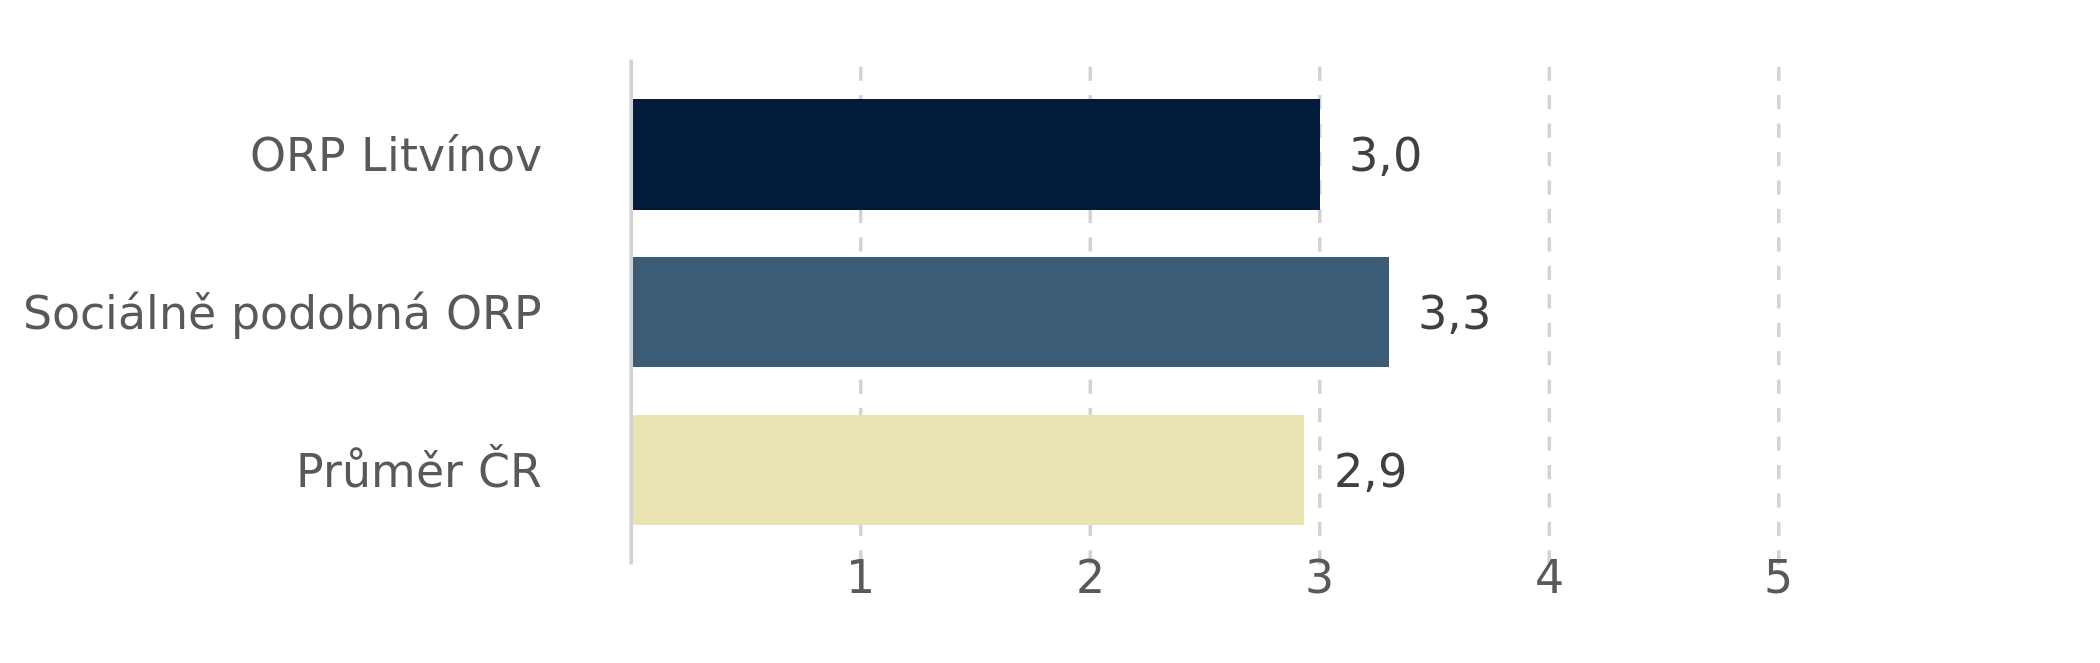 ORP Litvínov 3,0
Sociálně podobná ORP 3,3
Průměr ČR 2,9
1 2 3 4 5